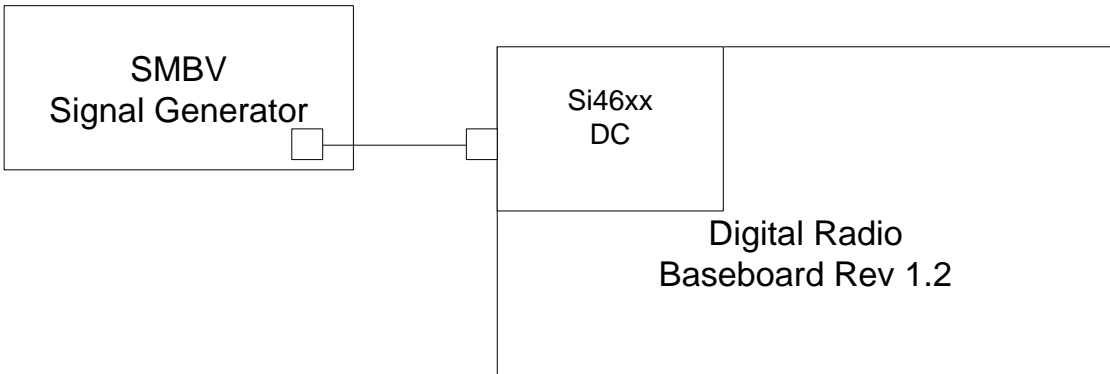 SMBV
Signal Generator
Si46xx
DC
Digital Radio
Baseboard Rev 1.2